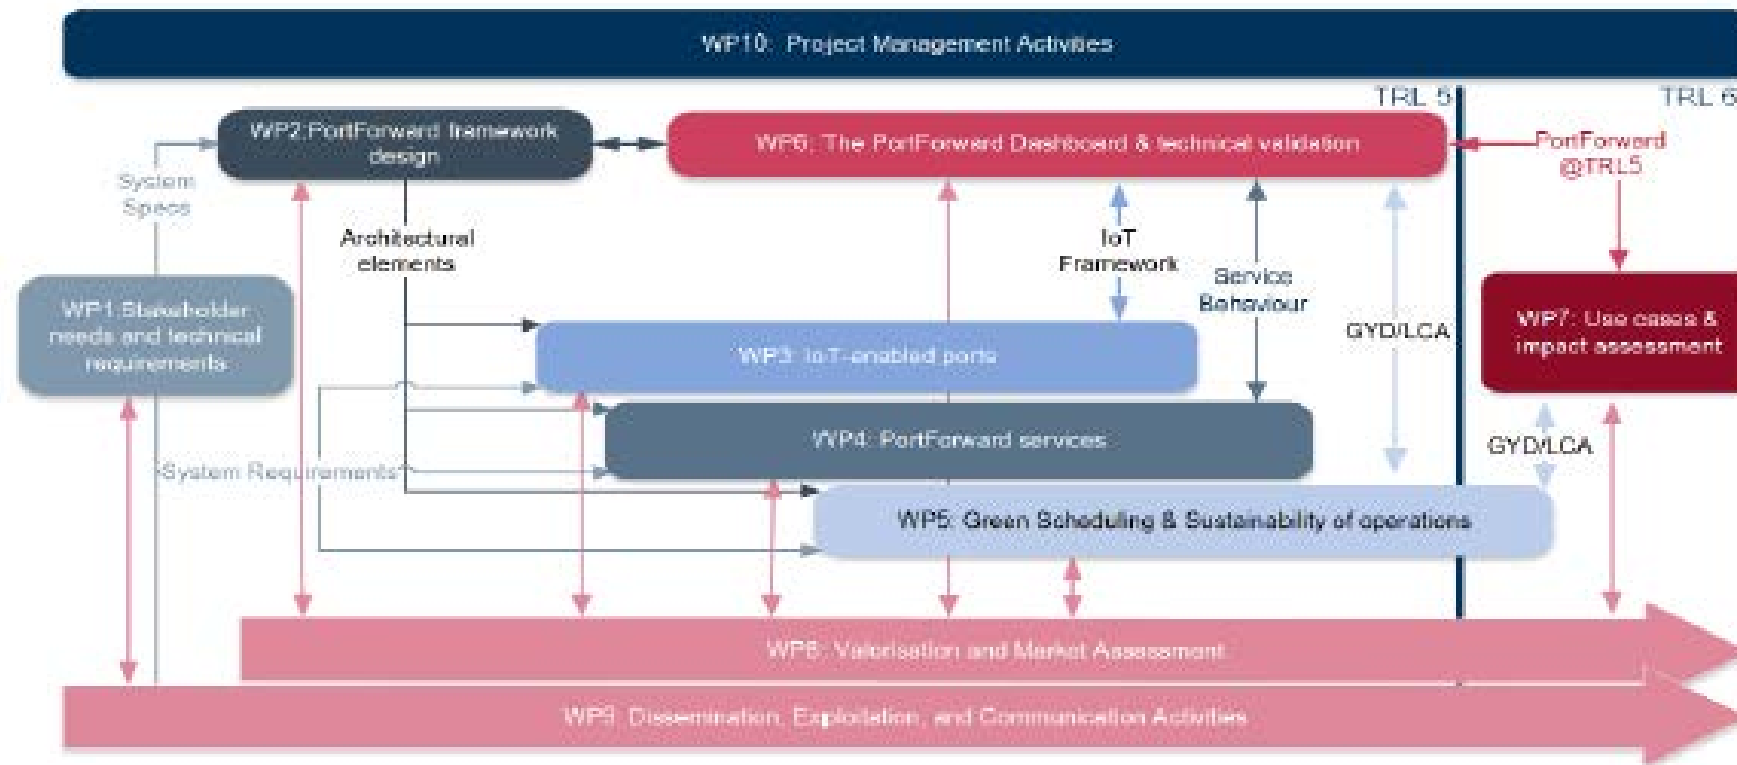 WP10: Project Management Activities
TRL 5
TRL 6
WP2:PortForward framework
design
WP6: The PortForward Dashboard & technical validation
PortForward
@TRL5
System
Specs
Architectural
elements
IoT
Framework
Service
Behaviour
WP1:Stakeholder
needs and technical
requirements
GYD/LCA
WP7: Use cases &
impact assessment
WP3: IoT-enabled ports
WP4: PortForward services
GYD/LCA
System Requirements
WP5: Green Scheduling & Sustainability of operations
WP8: Valorisation and Market Assessment
WP9: Dissemination, Exploitation, and Communication Activities